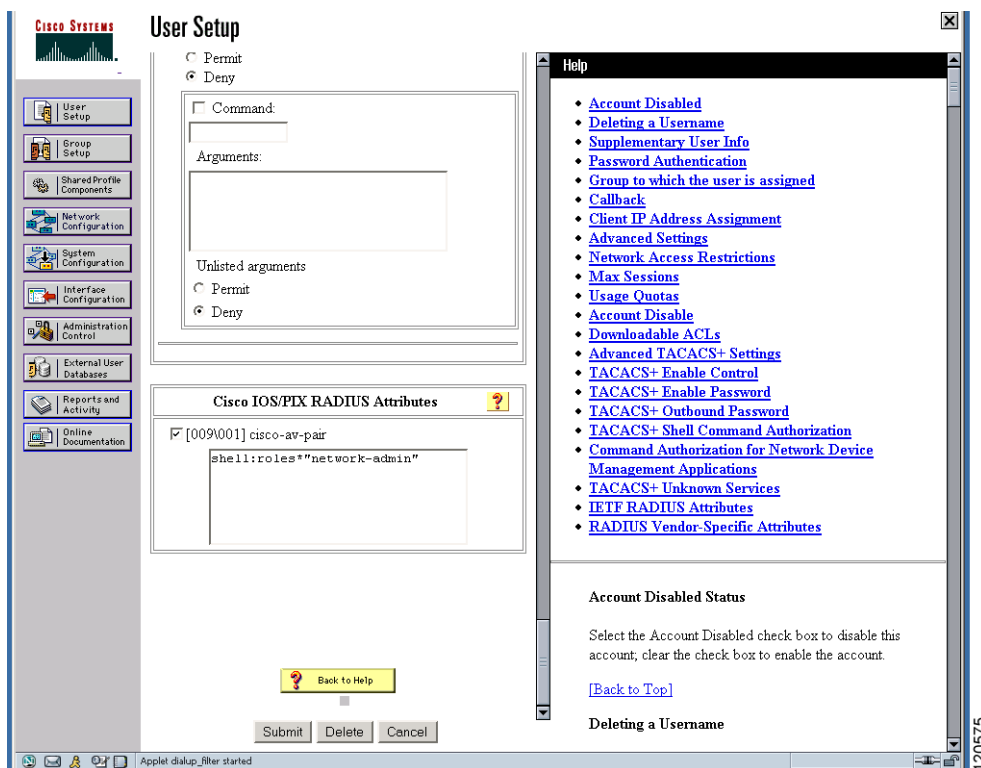 CISCO SYSTEMS
User Setup
User
Setup
Group
Setup
Shared Profile
Components
Network
Configuration
System
Configuration
Interface
Configuration
Administration
Control
External User
Databases
Reports and
Activity
Online
Documentation
Permit
Deny
Command:
Arguments:
Unlisted arguments
Permit
Deny
Cisco IOS/PIX RADIUS Attributes
?
[009\001] cisco-av-pair
shell:roles*"network-admin"
? Back to Help
Submit
Delete
Cancel
Help
Account Disabled
Deleting a Username
Supplementary User Info
Password Authentication
Group to which the user is assigned
Callback
Client IP Address Assignment
Advanced Settings
Network Access Restrictions
Max Sessions
Usage Quotas
Account Disable
Downloadable ACLs
Advanced TACACS+ Settings
TACACS+ Enable Control
TACACS+ Enable Password
TACACS+ Outbound Password
TACACS+ Shell Command Authorization
Command Authorization for Network Device
Management Applications
TACACS+ Unknown Services
IETF RADIUS Attributes
RADIUS Vendor-Specific Attributes
Account Disabled Status
Select the Account Disabled check box to disable this
account; clear the check box to enable the account.
[Back to Top]
Deleting a Username
Applet dialup_filter started
120575